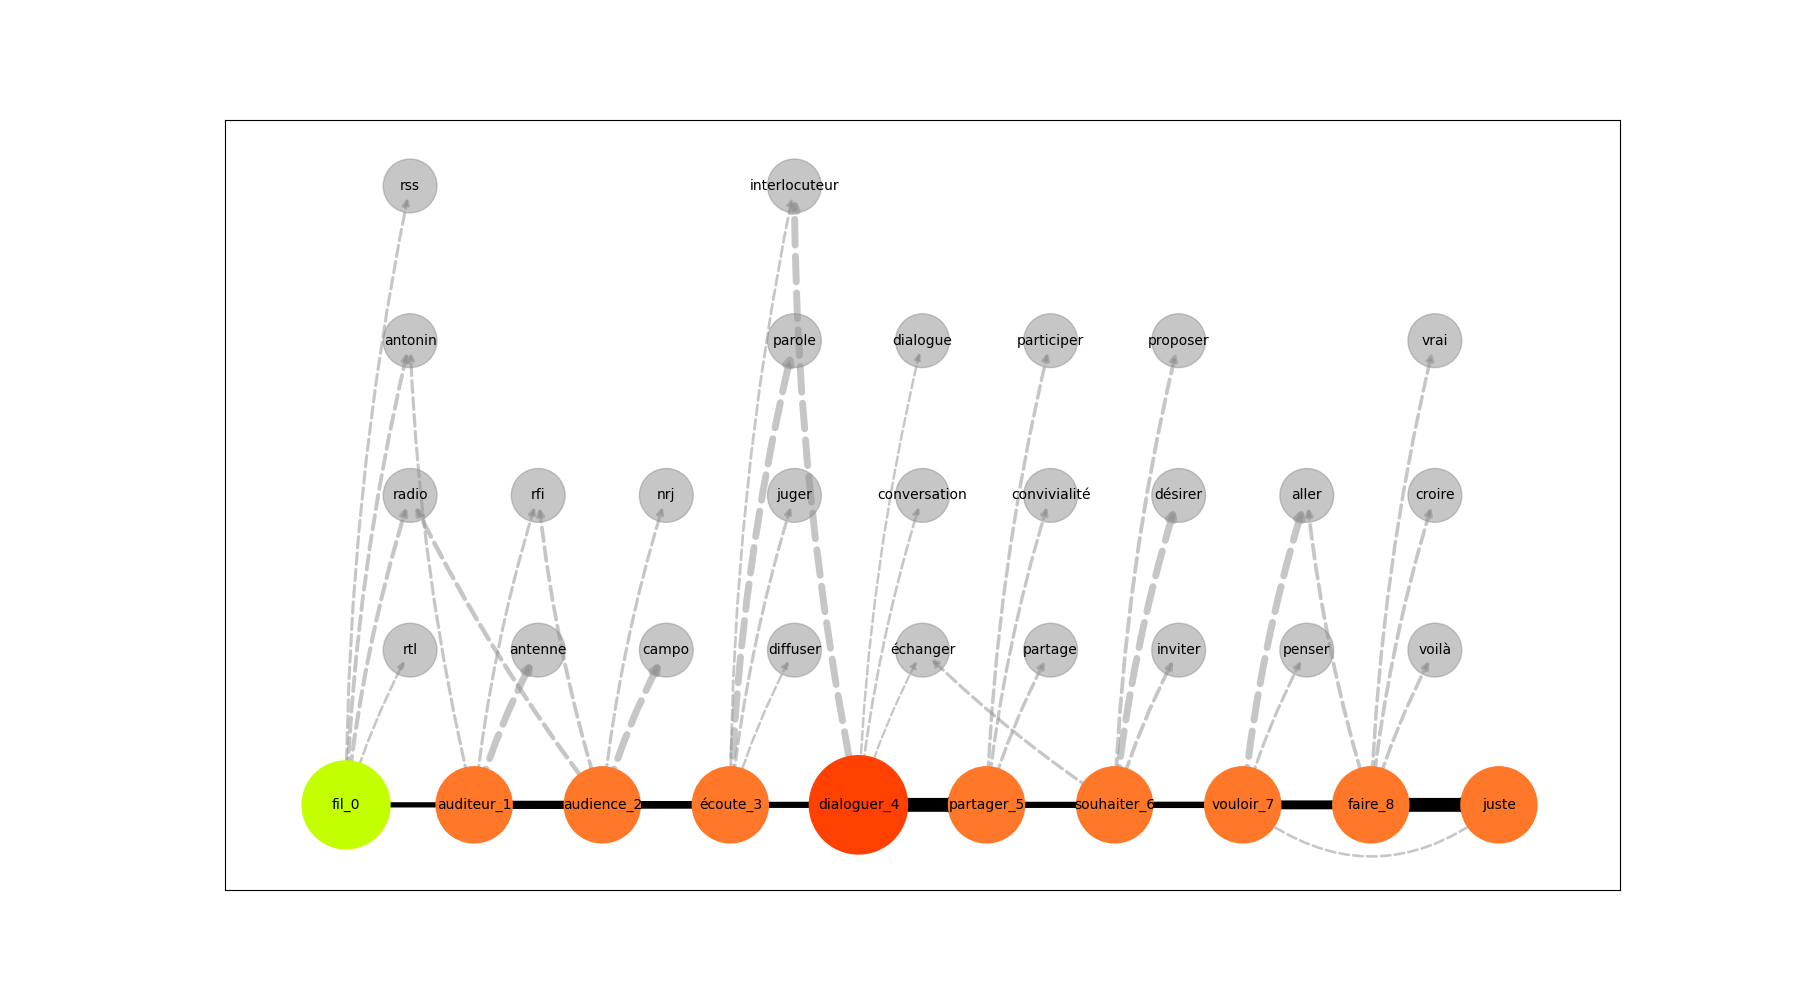 rss interlocuteur
antonin parole dialogue participer proposer vrai
radio rfi nrj juger conversation convivialité désirer aller croire
rtl antenne campo diffuser échanger partage inviter penser voilà
fil_0 auditeur_1 audience_2 écoute_3 dialoguer_4 partager_5 souhaiter_6 vouloir_7 faire_8 juste